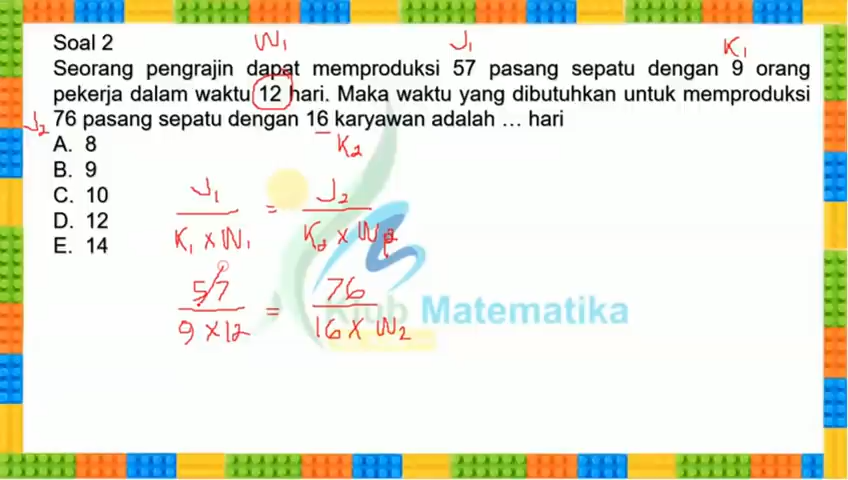 Soal 2 W₁ J₁ K₁
Seorang pengrajin dapat memproduksi 57 pasang sepatu dengan 9 orang
pekerja dalam waktu 12 hari. Maka waktu yang dibutuhkan untuk memproduksi
J₂ 76 pasang sepatu dengan 16 karyawan adalah … hari
K₂
A. 8
B. 9
C. 10
D. 12
E. 14
J₁ / K₁ × W₁ = J₂ / K₂ × W₂
57 / 9 × 12 = 76 / 16 × W₂
Klub Matematika